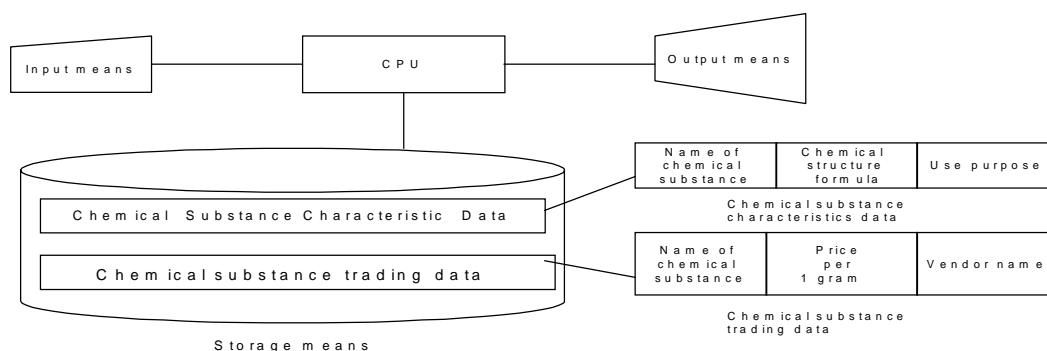 Input means
CPU
Output means
Name of
chemical
substance
Chemical
structure
formula
Use purpose
Chemical substance
characteristics data
Chemical Substance Characteristic Data
Name of
chemical
substance
Price
per
1 gram
Vendor name
Chemical substance trading data
Chemical substance
trading data
Storage means